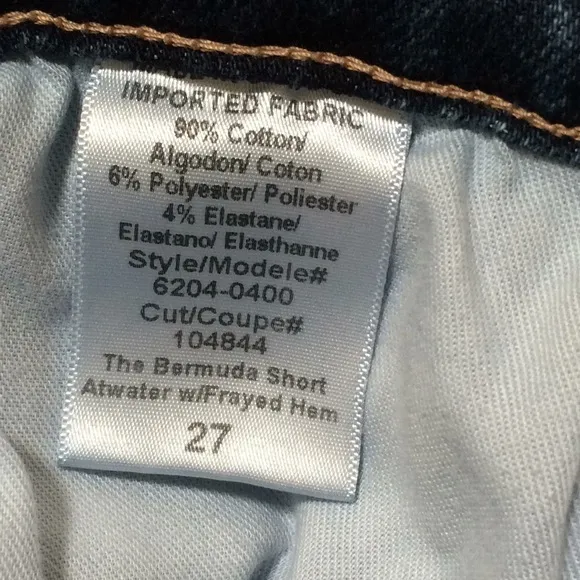 IMPORTED FABRIC
90% Cotton/
Algodon/ Coton
6% Polyester/ Poliester
4% Elastane/
Elastano/ Elasthanne
Style/Modele#
6204-0400
Cut/Coupe#
104844
The Bermuda Short
Atwater w/Frayed Hem
27